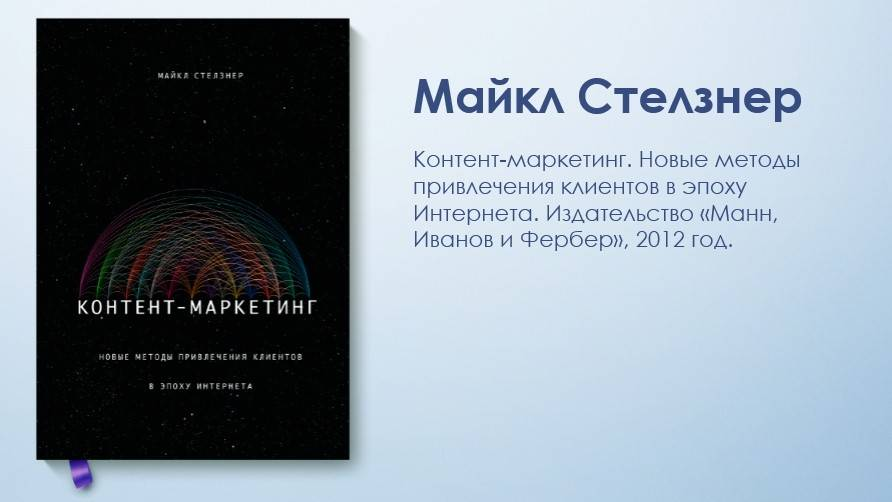 МАЙКЛ СТЕЛЗНЕР
КОНТЕНТ-МАРКЕТИНГ
НОВЫЕ МЕТОДЫ ПРИВЛЕЧЕНИЯ КЛИЕНТОВ
В ЭПОХУ ИНТЕРНЕТА
Майкл Стелзнер
Контент-маркетинг. Новые методы
привлечения клиентов в эпоху
Интернета. Издательство «Манн,
Иванов и Фербер», 2012 год.